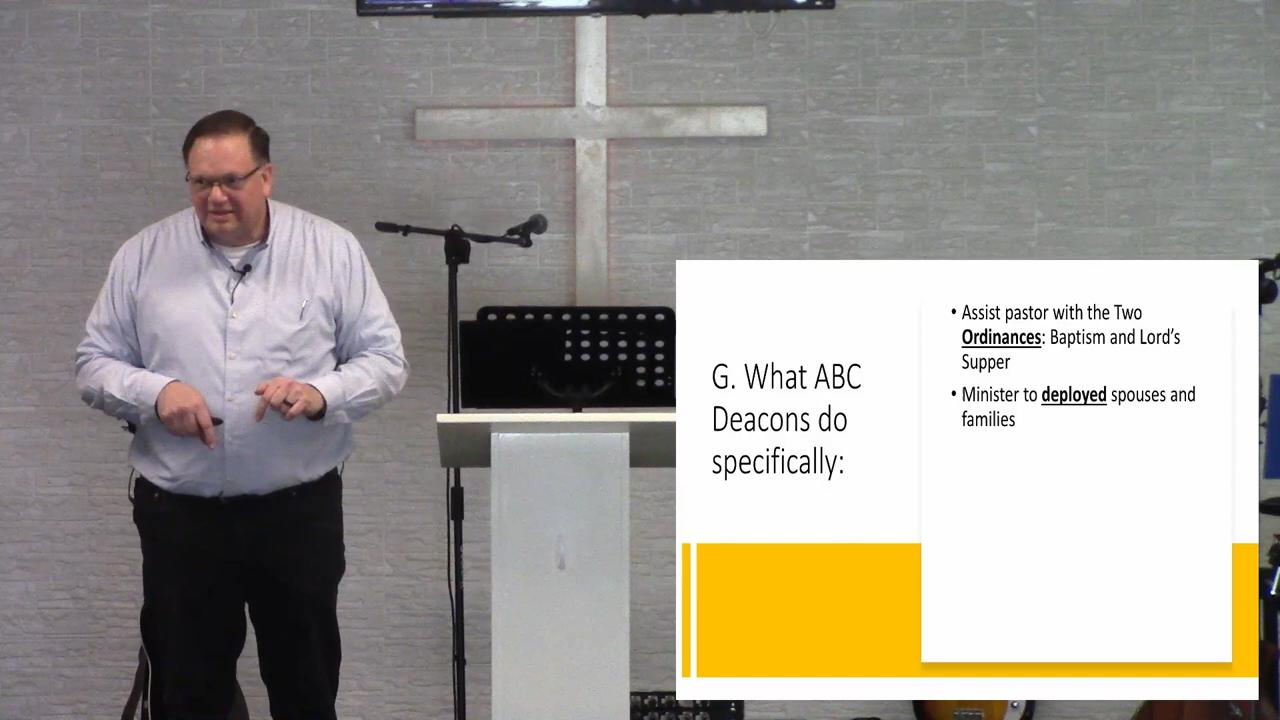 G. What ABC
Deacons do
specifically:
• Assist pastor with the Two
Ordinances: Baptism and Lord's
Supper
• Minister to deployed spouses and
families